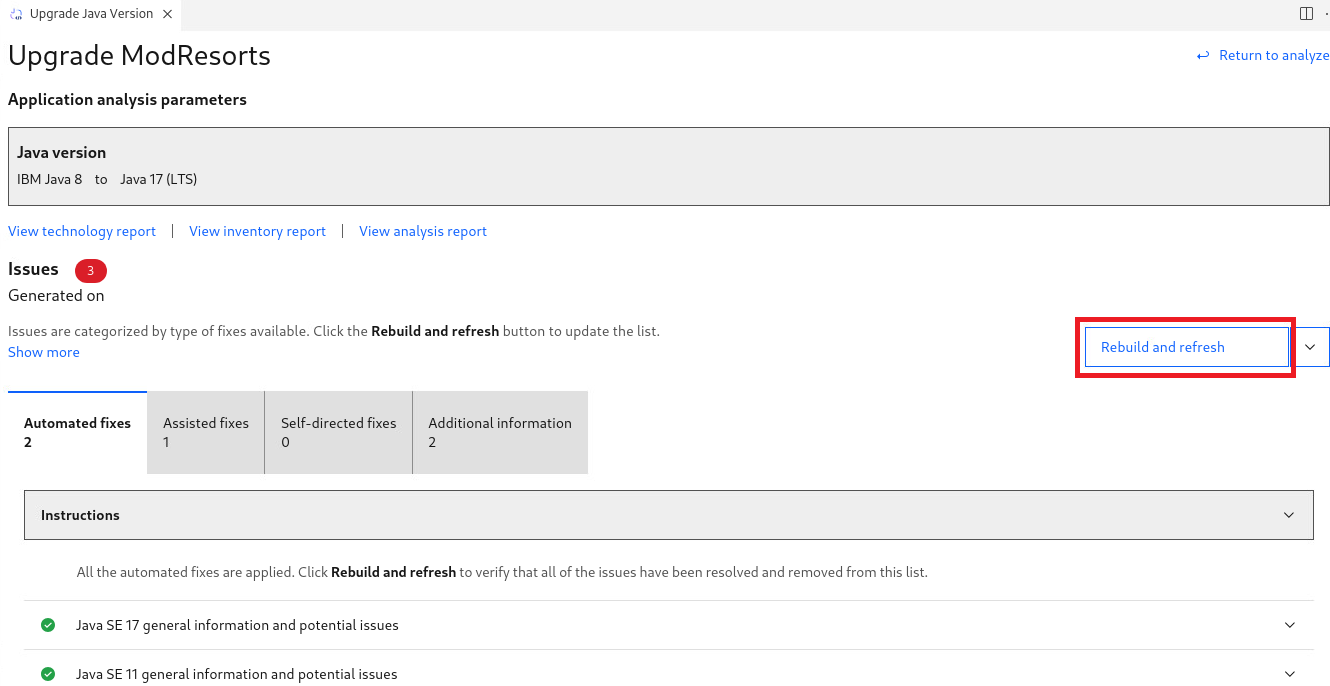 Upgrade Java Version
Upgrade ModResorts
Return to analyze
Application analysis parameters
Java version
IBM Java 8 to Java 17 (LTS)
View technology report | View inventory report | View analysis report
Issues 3
Generated on
Issues are categorized by type of fixes available. Click the Rebuild and refresh button to update the list.
Show more
Rebuild and refresh
Automated fixes
2
Assisted fixes
1
Self-directed fixes
0
Additional information
2
Instructions
All the automated fixes are applied. Click Rebuild and refresh to verify that all of the issues have been resolved and removed from this list.
Java SE 17 general information and potential issues
Java SE 11 general information and potential issues